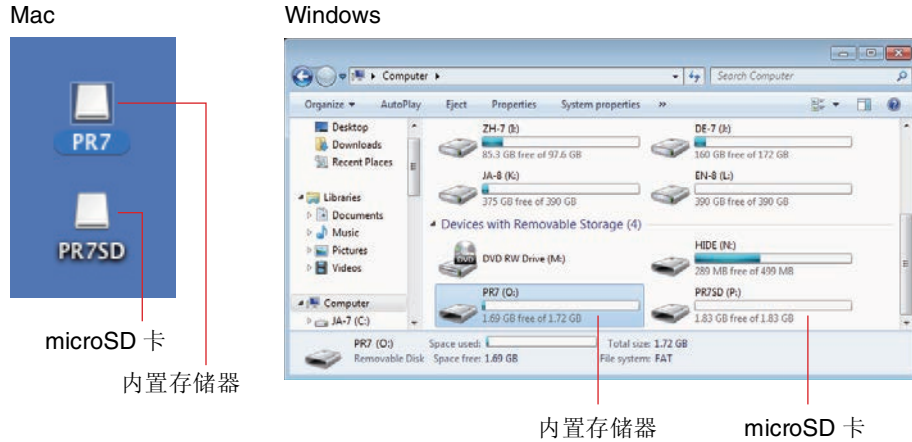 Mac
PR7
PR7SD
microSD 卡
内置存储器
Windows
Computer
Search Computer
Organize AutoPlay Eject Properties System properties »
Desktop
Downloads
Recent Places
Libraries
Documents
Music
Pictures
Videos
Computer
JA-7 (C:)
ZH-7 (I:)
85.3 GB free of 97.6 GB
DE-7 (J:)
160 GB free of 172 GB
JA-8 (K:)
375 GB free of 390 GB
EN-8 (L:)
390 GB free of 390 GB
Devices with Removable Storage (4)
DVD
DVD RW Drive (M:)
HIDE (N:)
289 MB free of 499 MB
PR7 (O:)
1.69 GB free of 1.72 GB
PR7SD (P:)
1.83 GB free of 1.83 GB
PR7 (O:) Space used: Total size: 1.72 GB
Removable Disk Space free: 1.69 GB File system: FAT
内置存储器
microSD 卡